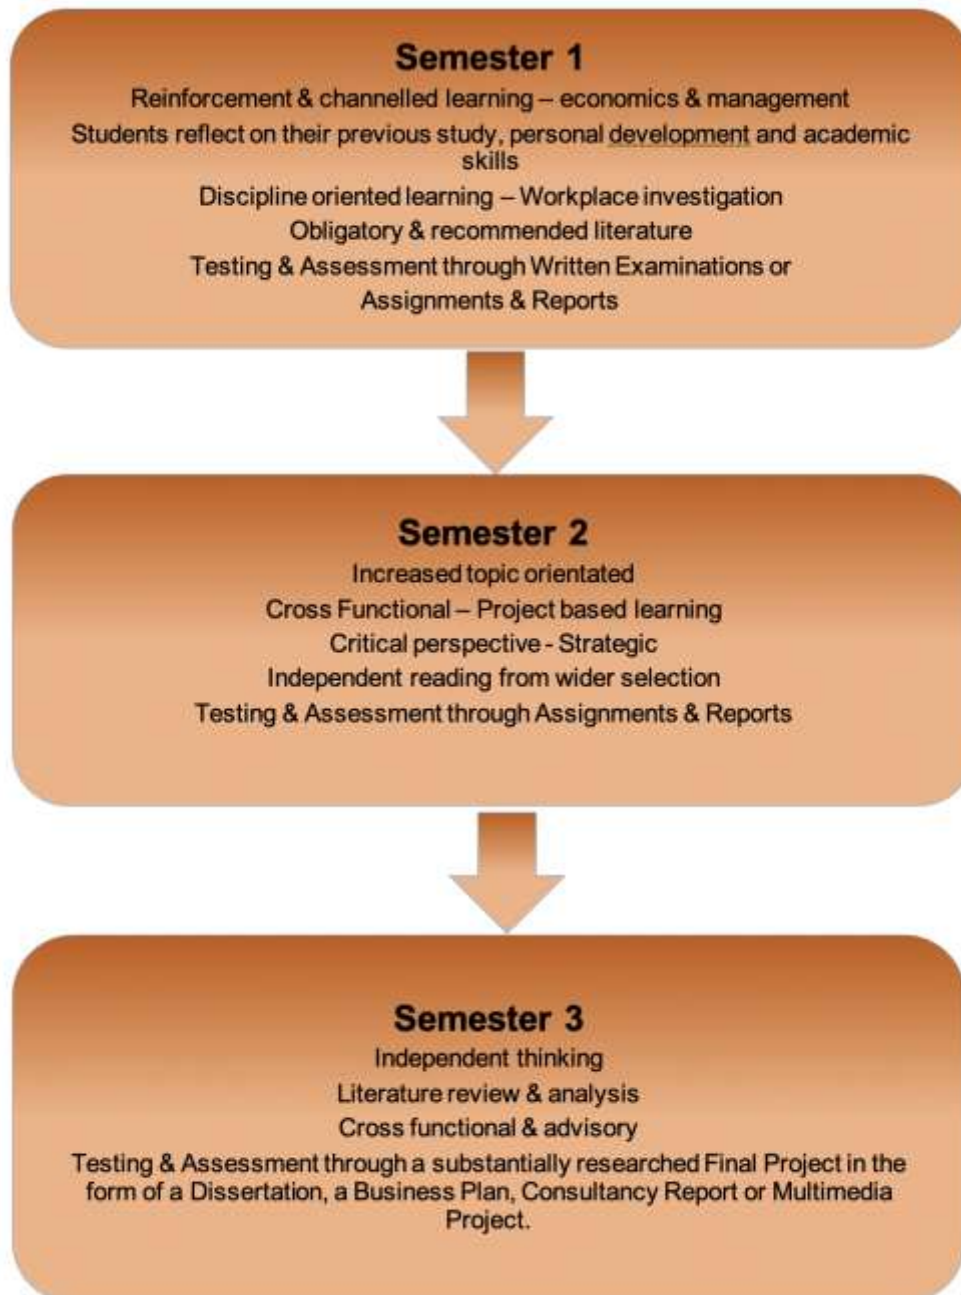 Semester 1
Reinforcement & channelled learning – economics & management
Students reflect on their previous study, personal development and academic
skills
Discipline oriented learning – Workplace investigation
Obligatory & recommended literature
Testing & Assessment through Written Examinations or
Assignments & Reports
Semester 2
Increased topic orientated
Cross Functional – Project based learning
Critical perspective - Strategic
Independent reading from wider selection
Testing & Assessment through Assignments & Reports
Semester 3
Independent thinking
Literature review & analysis
Cross functional & advisory
Testing & Assessment through a substantially researched Final Project in the
form of a Dissertation, a Business Plan, Consultancy Report or Multimedia
Project.